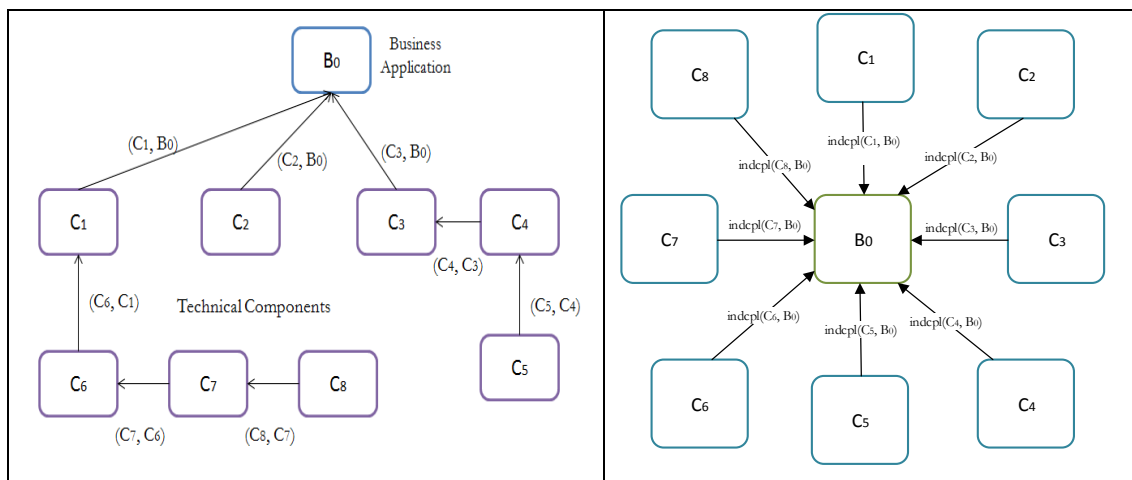 B0
Business
Application
(C1, B0)
(C2, B0)
(C3, B0)
C1
C2
C3
C4
(C4, C3)
(C6, C1)
Technical Components
(C5, C4)
C6
C7
C8
C5
(C7, C6)
(C8, C7)
C8
C1
C2
indcpl(C1, B0)
indcpl(C8, B0)
indcpl(C2, B0)
C7
indcpl(C7, B0)
B0
indcpl(C3, B0)
C3
indcpl(C6, B0)
indcpl(C5, B0)
indcpl(C4, B0)
C6
C5
C4